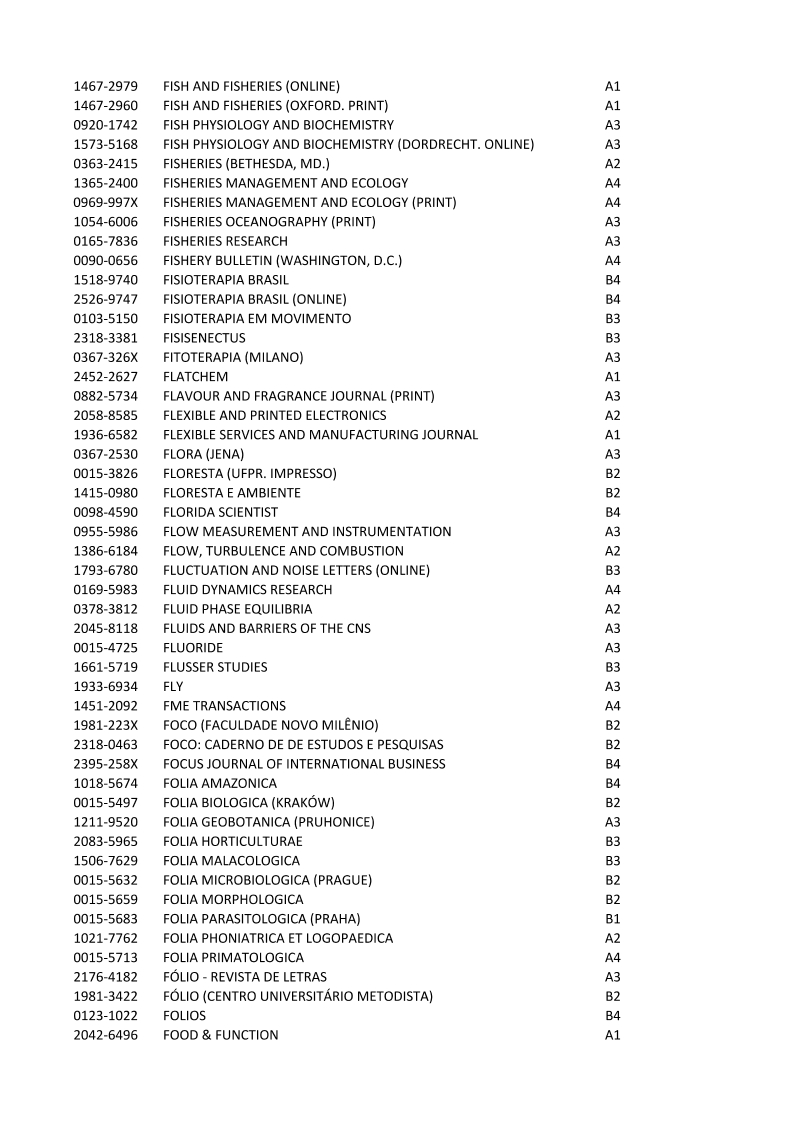 1467-2979 FISH AND FISHERIES (ONLINE) A1
1467-2960 FISH AND FISHERIES (OXFORD. PRINT) A1
0920-1742 FISH PHYSIOLOGY AND BIOCHEMISTRY A3
1573-5168 FISH PHYSIOLOGY AND BIOCHEMISTRY (DORDRECHT. ONLINE) A3
0363-2415 FISHERIES (BETHESDA, MD.) A2
1365-2400 FISHERIES MANAGEMENT AND ECOLOGY A4
0969-997X FISHERIES MANAGEMENT AND ECOLOGY (PRINT) A4
1054-6006 FISHERIES OCEANOGRAPHY (PRINT) A3
0165-7836 FISHERIES RESEARCH A3
0090-0656 FISHERY BULLETIN (WASHINGTON, D.C.) A4
1518-9740 FISIOTERAPIA BRASIL B4
2526-9747 FISIOTERAPIA BRASIL (ONLINE) B4
0103-5150 FISIOTERAPIA EM MOVIMENTO B3
2318-3381 FISISENECTUS B3
0367-326X FITOTERAPIA (MILANO) A3
2452-2627 FLATCHEM A1
0882-5734 FLAVOUR AND FRAGRANCE JOURNAL (PRINT) A3
2058-8585 FLEXIBLE AND PRINTED ELECTRONICS A2
1936-6582 FLEXIBLE SERVICES AND MANUFACTURING JOURNAL A1
0367-2530 FLORA (JENA) A3
0015-3826 FLORESTA (UFPR. IMPRESSO) B2
1415-0980 FLORESTA E AMBIENTE B2
0098-4590 FLORIDA SCIENTIST B4
0955-5986 FLOW MEASUREMENT AND INSTRUMENTATION A3
1386-6184 FLOW, TURBULENCE AND COMBUSTION A2
1793-6780 FLUCTUATION AND NOISE LETTERS (ONLINE) B3
0169-5983 FLUID DYNAMICS RESEARCH A4
0378-3812 FLUID PHASE EQUILIBRIA A2
2045-8118 FLUIDS AND BARRIERS OF THE CNS A3
0015-4725 FLUORIDE A3
1661-5719 FLUSSER STUDIES B3
1933-6934 FLY A3
1451-2092 FME TRANSACTIONS A4
1981-223X FOCO (FACULDADE NOVO MILÊNIO) B2
2318-0463 FOCO: CADERNO DE DE ESTUDOS E PESQUISAS B2
2395-258X FOCUS JOURNAL OF INTERNATIONAL BUSINESS B4
1018-5674 FOLIA AMAZONICA B4
0015-5497 FOLIA BIOLOGICA (KRAKÓW) B2
1211-9520 FOLIA GEOBOTANICA (PRUHONICE) A3
2083-5965 FOLIA HORTICULTURAE B3
1506-7629 FOLIA MALACOLOGICA B3
0015-5632 FOLIA MICROBIOLOGICA (PRAGUE) B2
0015-5659 FOLIA MORPHOLOGICA B2
0015-5683 FOLIA PARASITOLOGICA (PRAHA) B1
1021-7762 FOLIA PHONIATRICA ET LOGOPAEDICA A2
0015-5713 FOLIA PRIMATOLOGICA A4
2176-4182 FÓLIO - REVISTA DE LETRAS A3
1981-3422 FÓLIO (CENTRO UNIVERSITÁRIO METODISTA) B2
0123-1022 FOLIOS B4
2042-6496 FOOD & FUNCTION A1